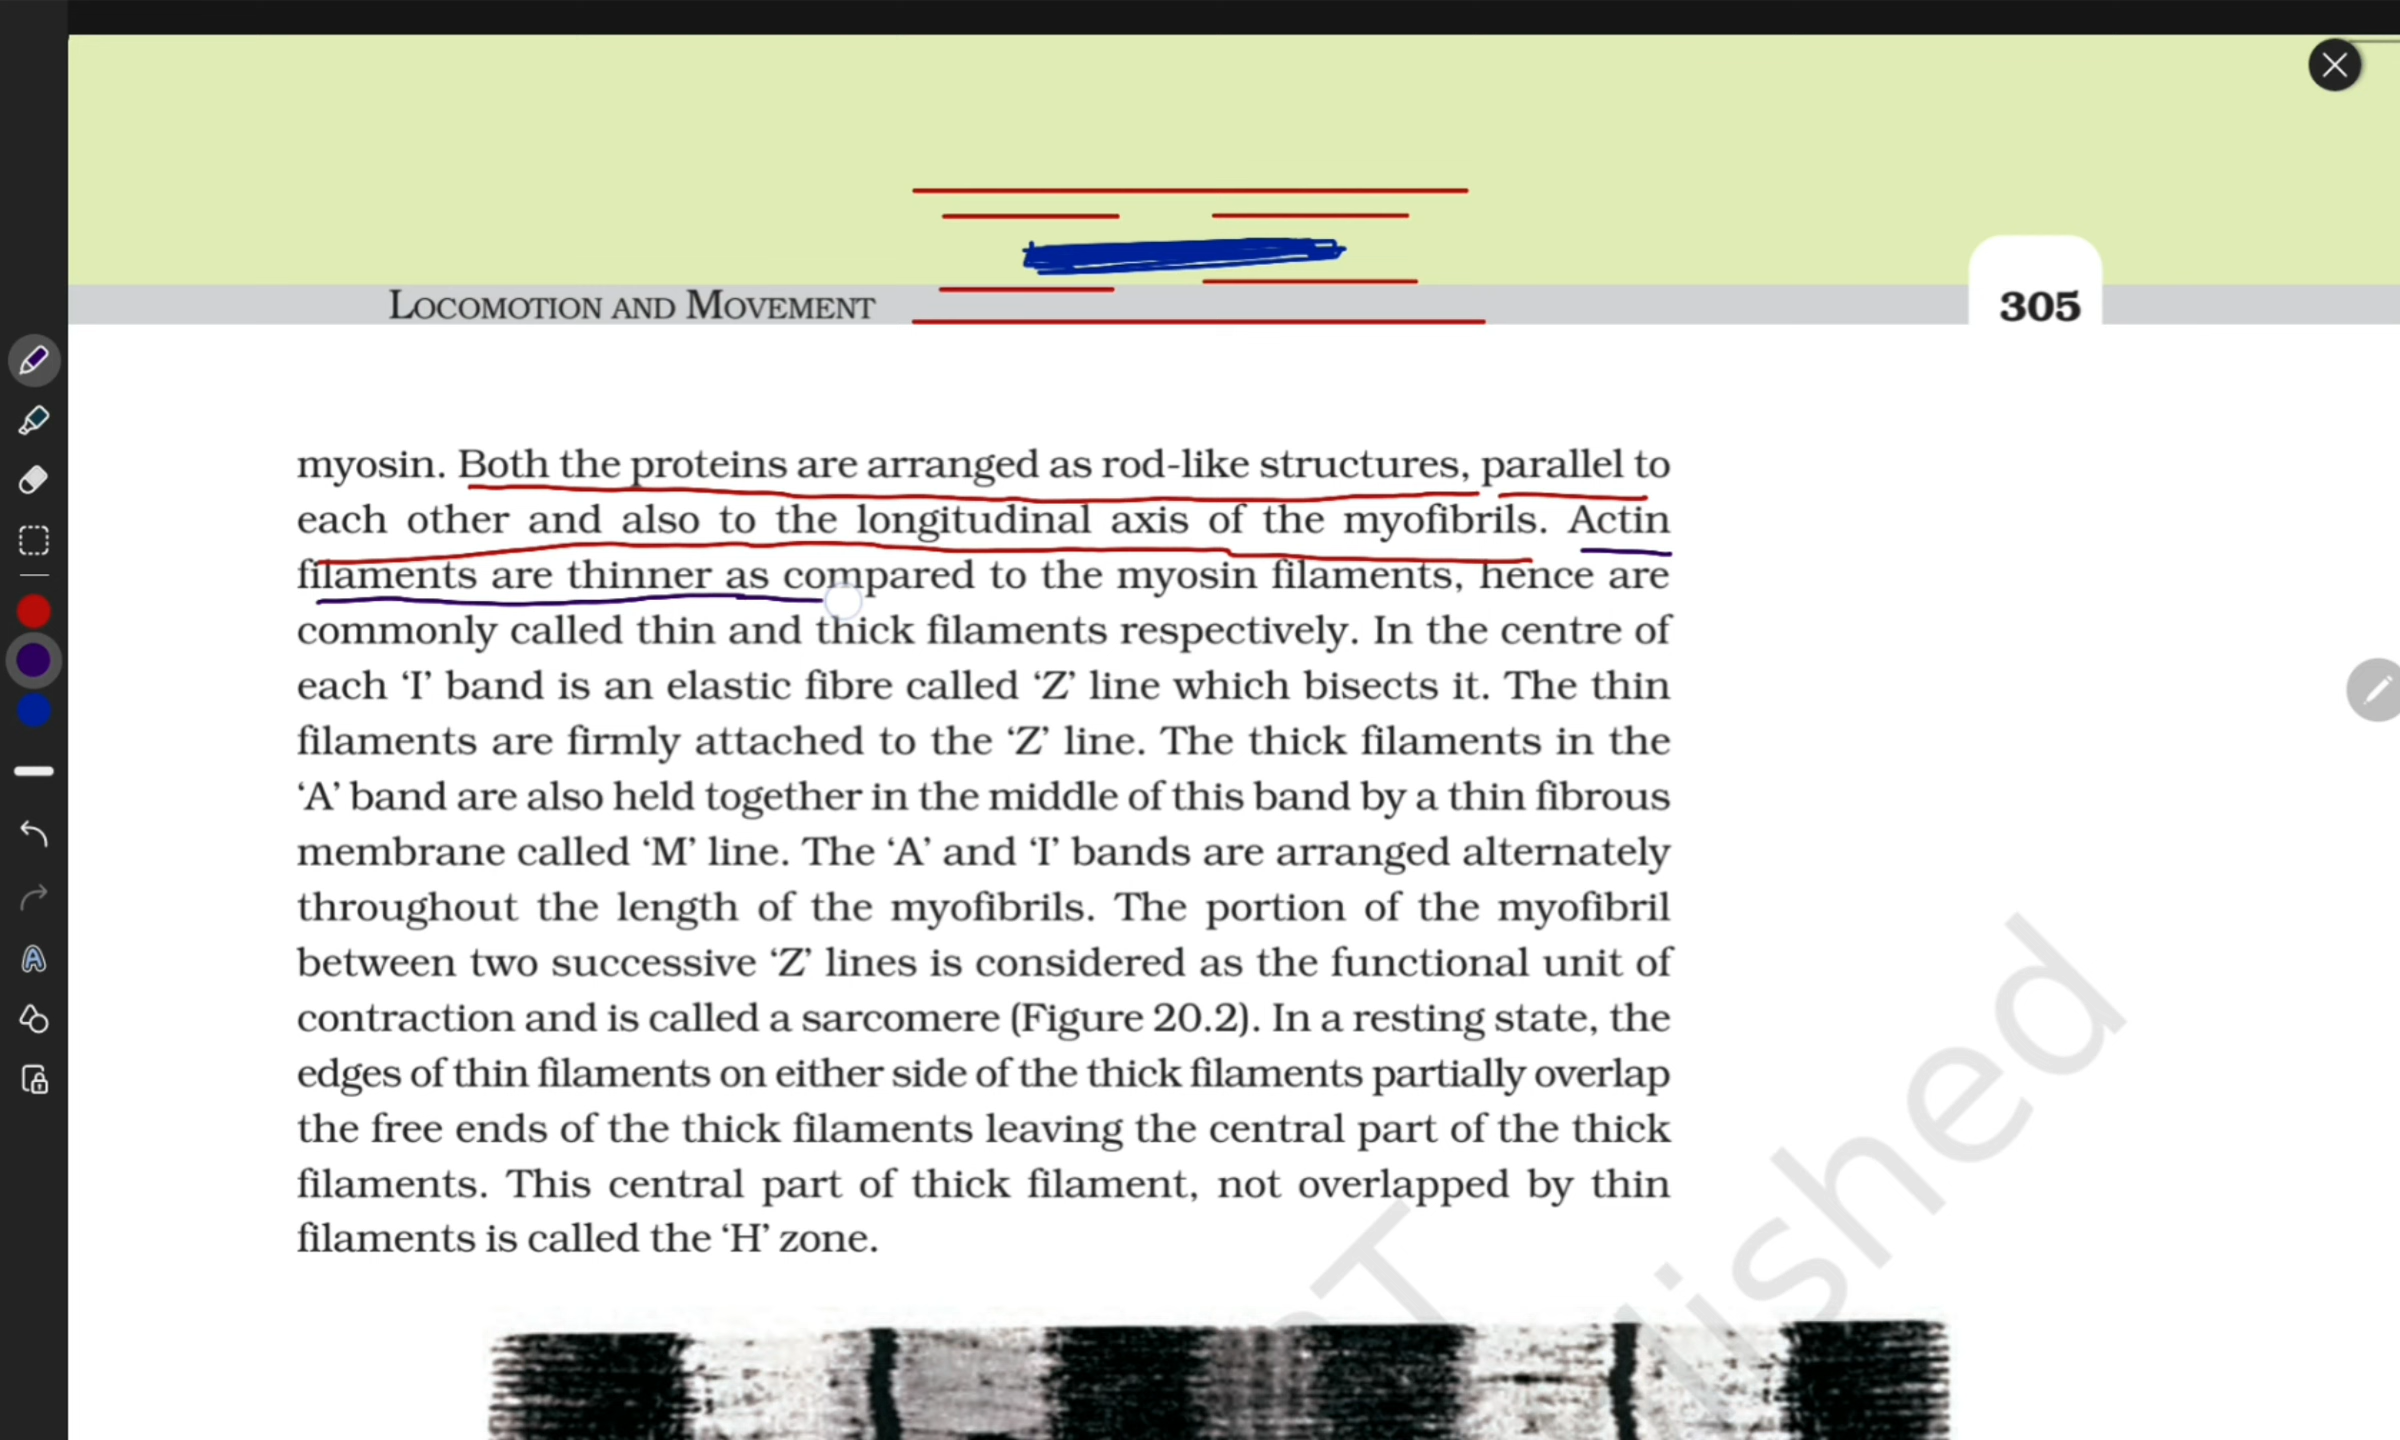 LOCOMOTION AND MOVEMENT
305
myosin. Both the proteins are arranged as rod-like structures, parallel to
each other and also to the longitudinal axis of the myofibrils. Actin
filaments are thinner as compared to the myosin filaments, hence are
commonly called thin and thick filaments respectively. In the centre of
each ‘I’ band is an elastic fibre called ‘Z’ line which bisects it. The thin
filaments are firmly attached to the ‘Z’ line. The thick filaments in the
‘A’ band are also held together in the middle of this band by a thin fibrous
membrane called ‘M’ line. The ‘A’ and ‘I’ bands are arranged alternately
throughout the length of the myofibrils. The portion of the myofibril
between two successive ‘Z’ lines is considered as the functional unit of
contraction and is called a sarcomere (Figure 20.2). In a resting state, the
edges of thin filaments on either side of the thick filaments partially overlap
the free ends of the thick filaments leaving the central part of the thick
filaments. This central part of thick filament, not overlapped by thin
filaments is called the ‘H’ zone.